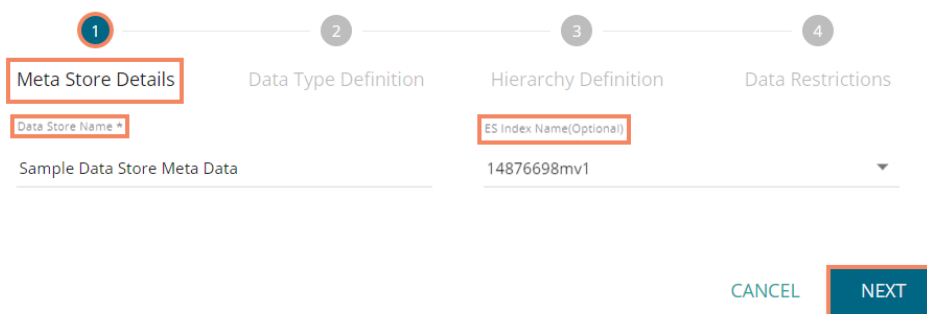 1 2 3 4
Meta Store Details Data Type Definition Hierarchy Definition Data Restrictions
Data Store Name * ES Index Name(Optional)
Sample Data Store Meta Data 14876698mv1
CANCEL NEXT